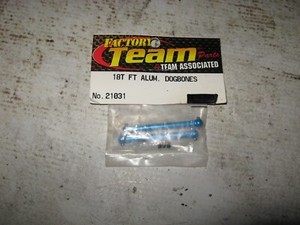 FACTORY
Team Parts
TEAM ASSOCIATED
18T FT ALUM. DOGBONES
No. 21031